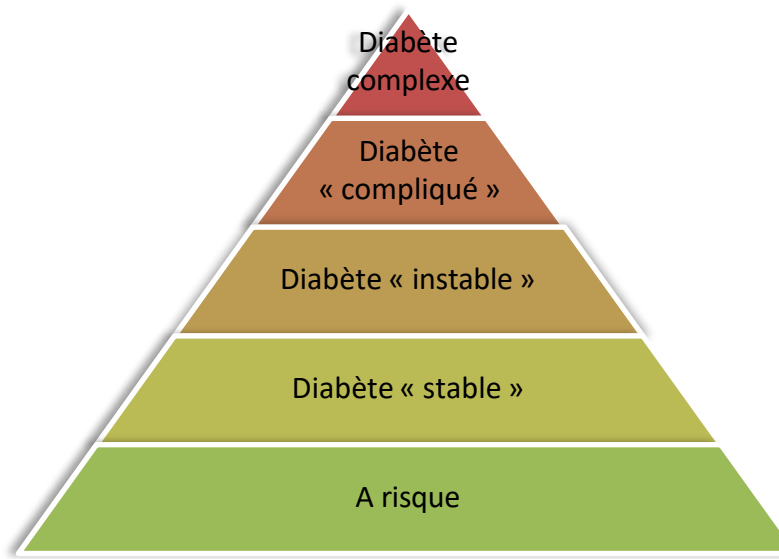 Diabète
complexe
Diabète
« compliqué »
Diabète « instable »
Diabète « stable »
A risque